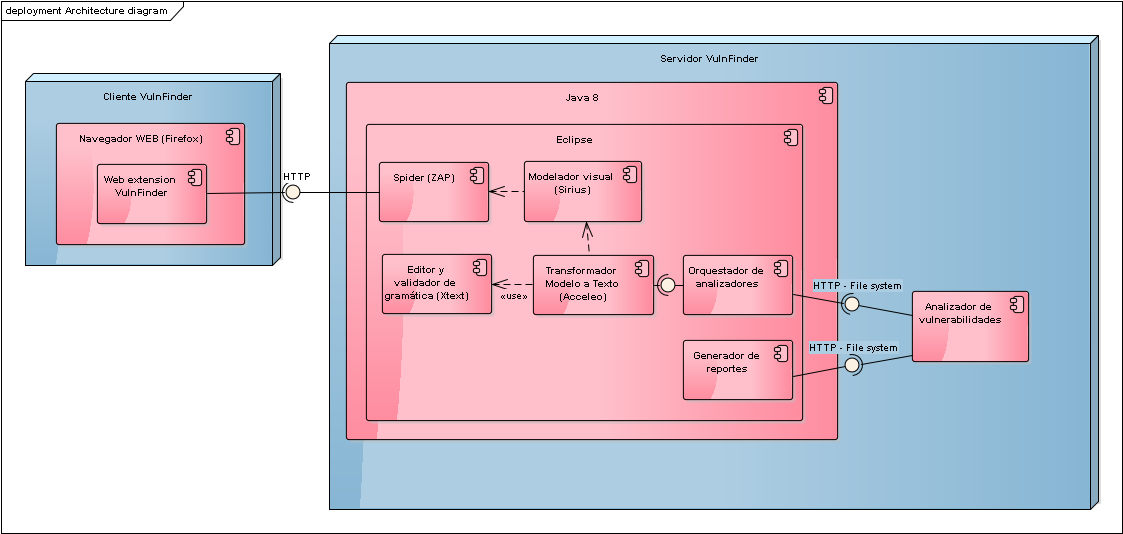 deployment Architecture diagram
Servidor VulnFinder
Cliente VulnFinder
Java 8
Navegador WEB (Firefox)
Eclipse
Web extension
VulnFinder
HTTP
Spider (ZAP)
Modelador visual
(Sirius)
Editor y
validador de
gramática (Xtext)
«use»
Transformador
Modelo a Texto
(Acceleo)
Orquestador de
analizadores
HTTP - File system
Analizador de
vulnerabilidades
HTTP - File system
Generador de
reportes